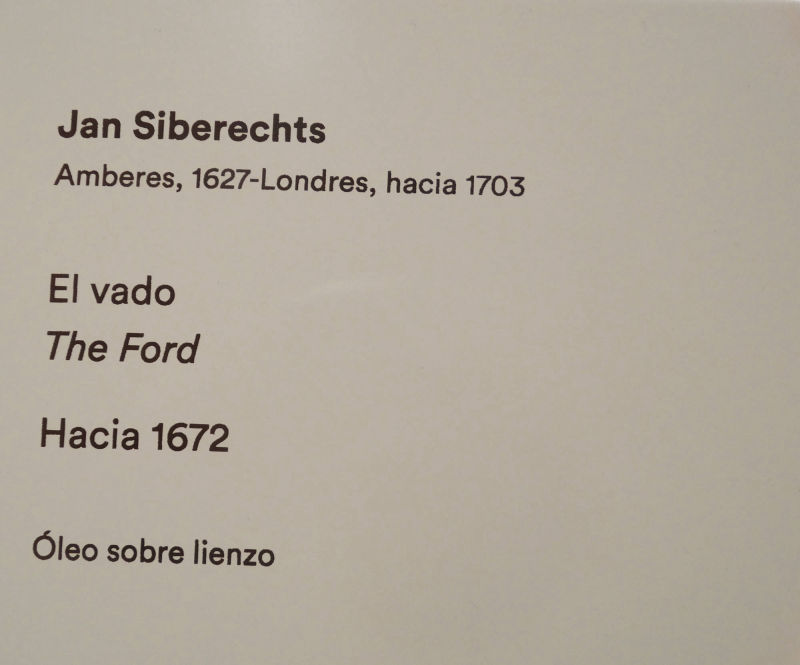 Jan Siberechts
Amberes, 1627-Londres, hacia 1703
El vado
The Ford
Hacia 1672
Óleo sobre lienzo